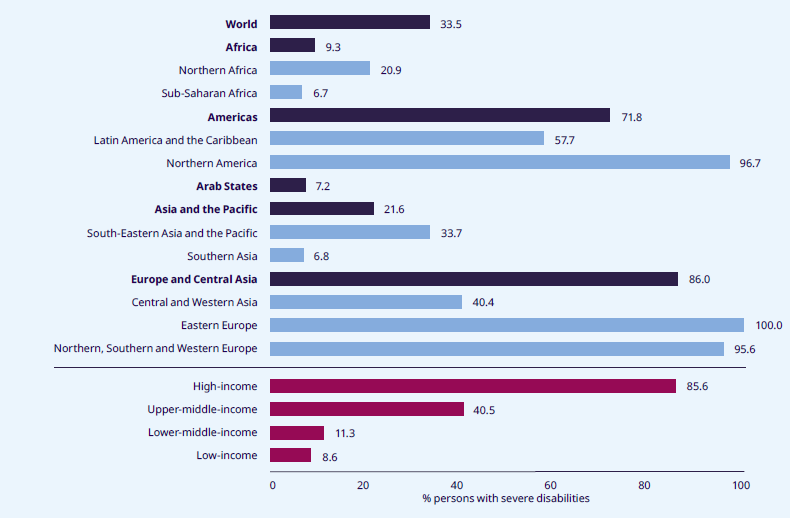 World 33.5
Africa 9.3
Northern Africa 20.9
Sub-Saharan Africa 6.7
Americas 71.8
Latin America and the Caribbean 57.7
Northern America 96.7
Arab States 7.2
Asia and the Pacific 21.6
South-Eastern Asia and the Pacific 33.7
Southern Asia 6.8
Europe and Central Asia 86.0
Central and Western Asia 40.4
Eastern Europe 100.0
Northern, Southern and Western Europe 95.6
High-income 85.6
Upper-middle-income 40.5
Lower-middle-income 11.3
Low-income 8.6
0 20 40 60 80 100
% persons with severe disabilities